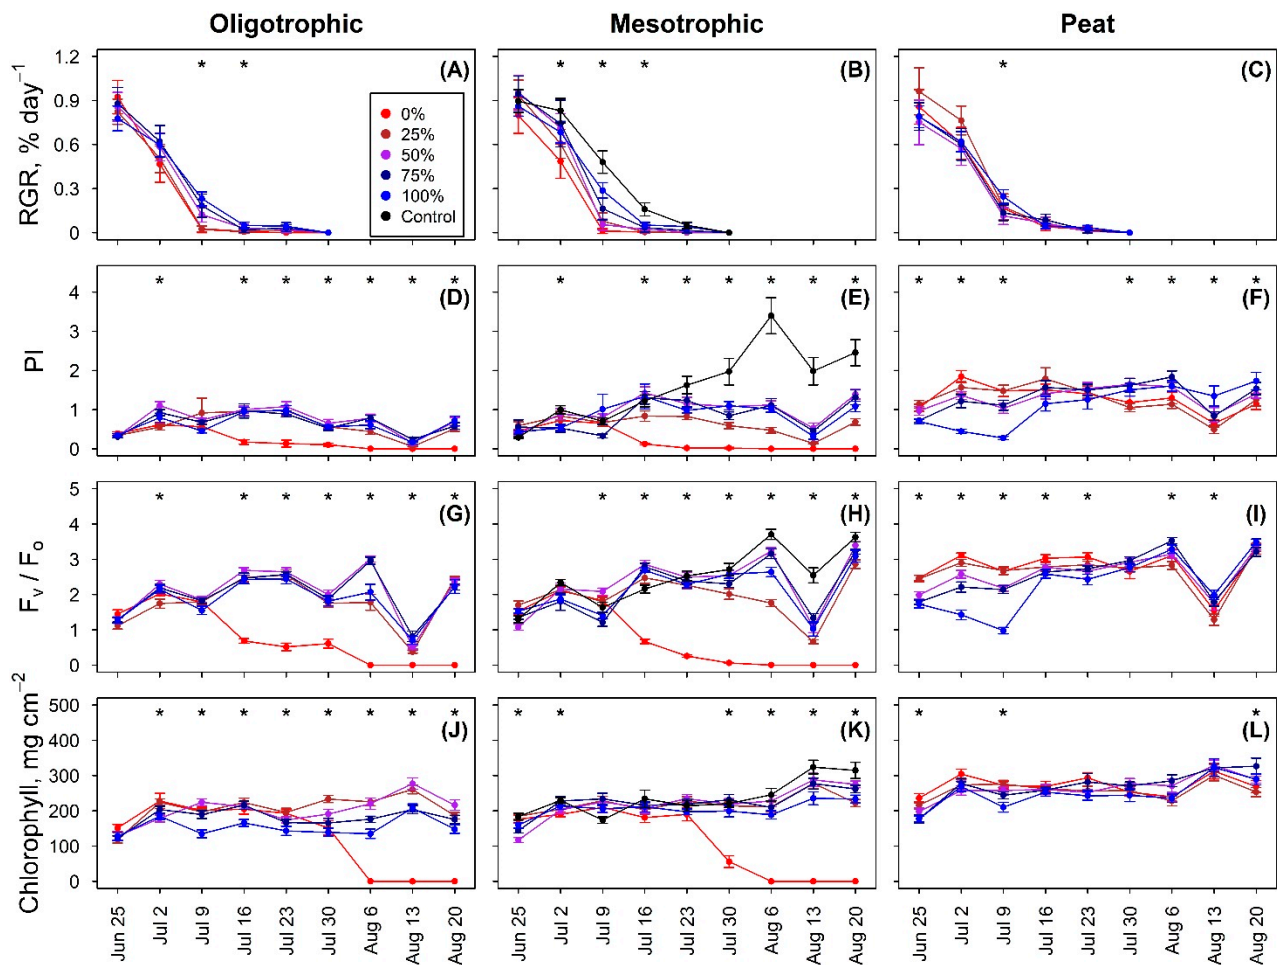 Oligotrophic Mesotrophic Peat
RGR, % day−1
1.2
0.9
0.6
0.3
0
* *
(A)
0%
25%
50%
75%
100%
Control
* * *
(B)
*
(C)
PI
4
3
2
1
0
* * * * * * *
(D)
* * * * * * *
(E)
* * * * * * *
(F)
Fv / Fo
5
4
3
2
1
0
* * * * * * *
(G)
* * * * * * *
(H)
* * * * * * *
(I)
Chlorophyll, mg cm−2
500
400
300
200
100
0
* * * * * * * *
(J)
* * * * * *
(K)
* * *
(L)
Jun 25
Jul 2
Jul 9
Jul 16
Jul 23
Jul 30
Aug 6
Aug 13
Aug 20
Jun 25
Jul 2
Jul 9
Jul 16
Jul 23
Jul 30
Aug 6
Aug 13
Aug 20
Jun 25
Jul 2
Jul 9
Jul 16
Jul 23
Jul 30
Aug 6
Aug 13
Aug 20